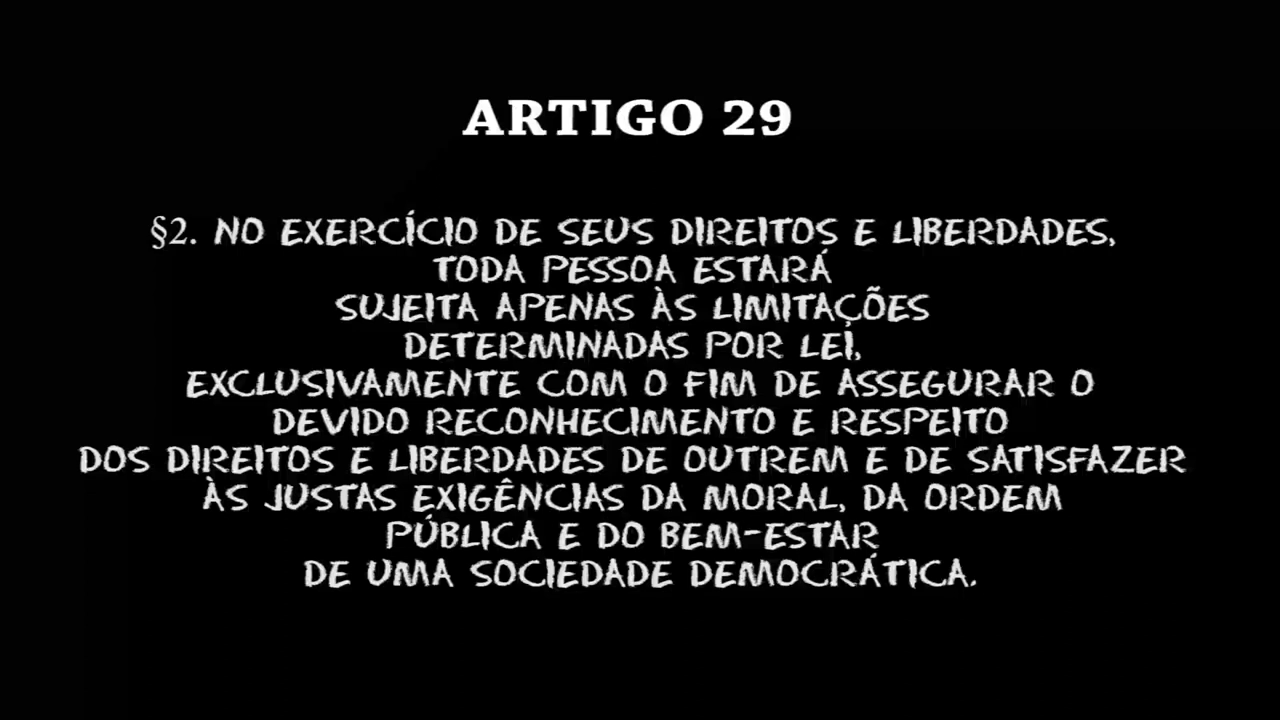 ARTIGO 29
§2. NO EXERCÍCIO DE SEUS DIREITOS E LIBERDADES,
TODA PESSOA ESTARÁ
SUJEITA APENAS ÀS LIMITAÇÕES
DETERMINADAS POR LEI,
EXCLUSIVAMENTE COM O FIM DE ASSEGURAR O
DEVIDO RECONHECIMENTO E RESPEITO
DOS DIREITOS E LIBERDADES DE OUTREM E DE SATISFAZER
ÀS JUSTAS EXIGÊNCIAS DA MORAL, DA ORDEM
PÚBLICA E DO BEM-ESTAR
DE UMA SOCIEDADE DEMOCRÁTICA.